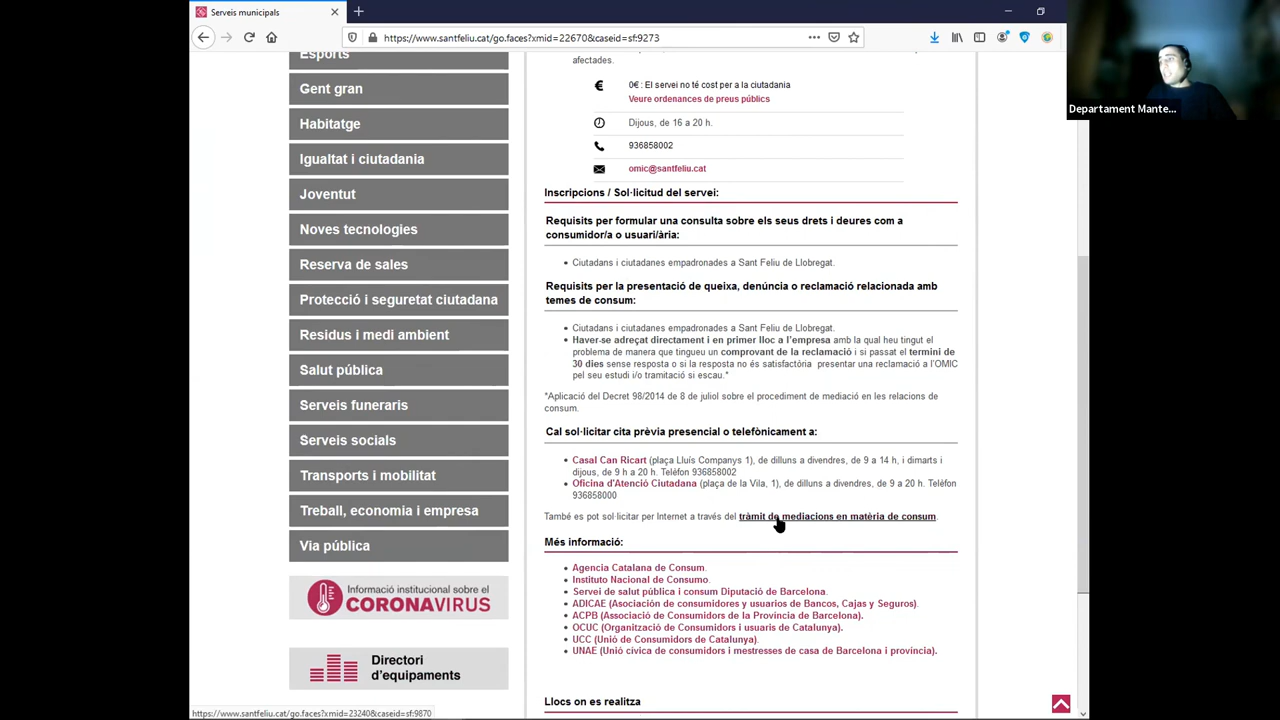 Serveis municipals
https://www.santfeliu.cat/go.faces?xmid=22670&caseid=sf:9273
Departament Mante...
Esports
Gent gran
Habitatge
Igualtat i ciutadania
Joventut
Noves tecnologies
Reserva de sales
Protecció i seguretat ciutadana
Residus i medi ambient
Salut pública
Serveis funeraris
Serveis socials
Transports i mobilitat
Treball, economia i empresa
Via pública
Informació institucional sobre el
CORONAVIRUS
Directori
d'equipaments
afectades.
0€ : El servei no té cost per a la ciutadania
Veure ordenances de preus públics
Dijous, de 16 a 20 h.
936858002
omic@santfeliu.cat
Inscripcions / Sol·licitud del servei:
Requisits per formular una consulta sobre els seus drets i deures com a
consumidor/a o usuari/ària:
Ciutadans i ciutadanes empadronades a Sant Feliu de Llobregat.
Requisits per la presentació de queixa, denúncia o reclamació relacionada amb
temes de consum:
Ciutadans i ciutadanes empadronades a Sant Feliu de Llobregat.
Haver-se adreçat directament i en primer lloc a l'empresa amb la qual heu tingut el
problema de manera que tingueu un comprovant de la reclamació i si passat el termini de
30 dies sense resposta o si la resposta no és satisfactòria presentar una reclamació a l'OMIC
pel seu estudi i/o tramitació si escau.*
*Aplicació del Decret 98/2014 de 8 de juliol sobre el procediment de mediació en les relacions de
consum.
Cal sol·licitar cita prèvia presencial o telefònicament a:
Casal Can Ricart (plaça Lluís Companys 1), de dilluns a divendres, de 9 a 14 h, i dimarts i
dijous, de 9 h a 20 h. Telèfon 936858002
Oficina d'Atenció Ciutadana (plaça de la Vila, 1), de dilluns a divendres, de 9 a 20 h. Telèfon
936858000
També es pot sol·licitar per Internet a través del tràmit de mediacions en matèria de consum.
Més informació:
Agencia Catalana de Consum.
Instituto Nacional de Consumo.
Servei de salut pública i consum Diputació de Barcelona.
ADICAE (Asociación de consumidores y usuarios de Bancos, Cajas y Seguros).
ACPB (Associació de Consumidors de la Província de Barcelona).
OCUC (Organització de Consumidors i usuaris de Catalunya).
UCC (Unió de Consumidors de Catalunya).
UNAE (Unió cívica de consumidors i mestresses de casa de Barcelona i província).
Llocs on es realitza
https://www.santfeliu.cat/go.faces?xmid=23240&caseid=sf:9870